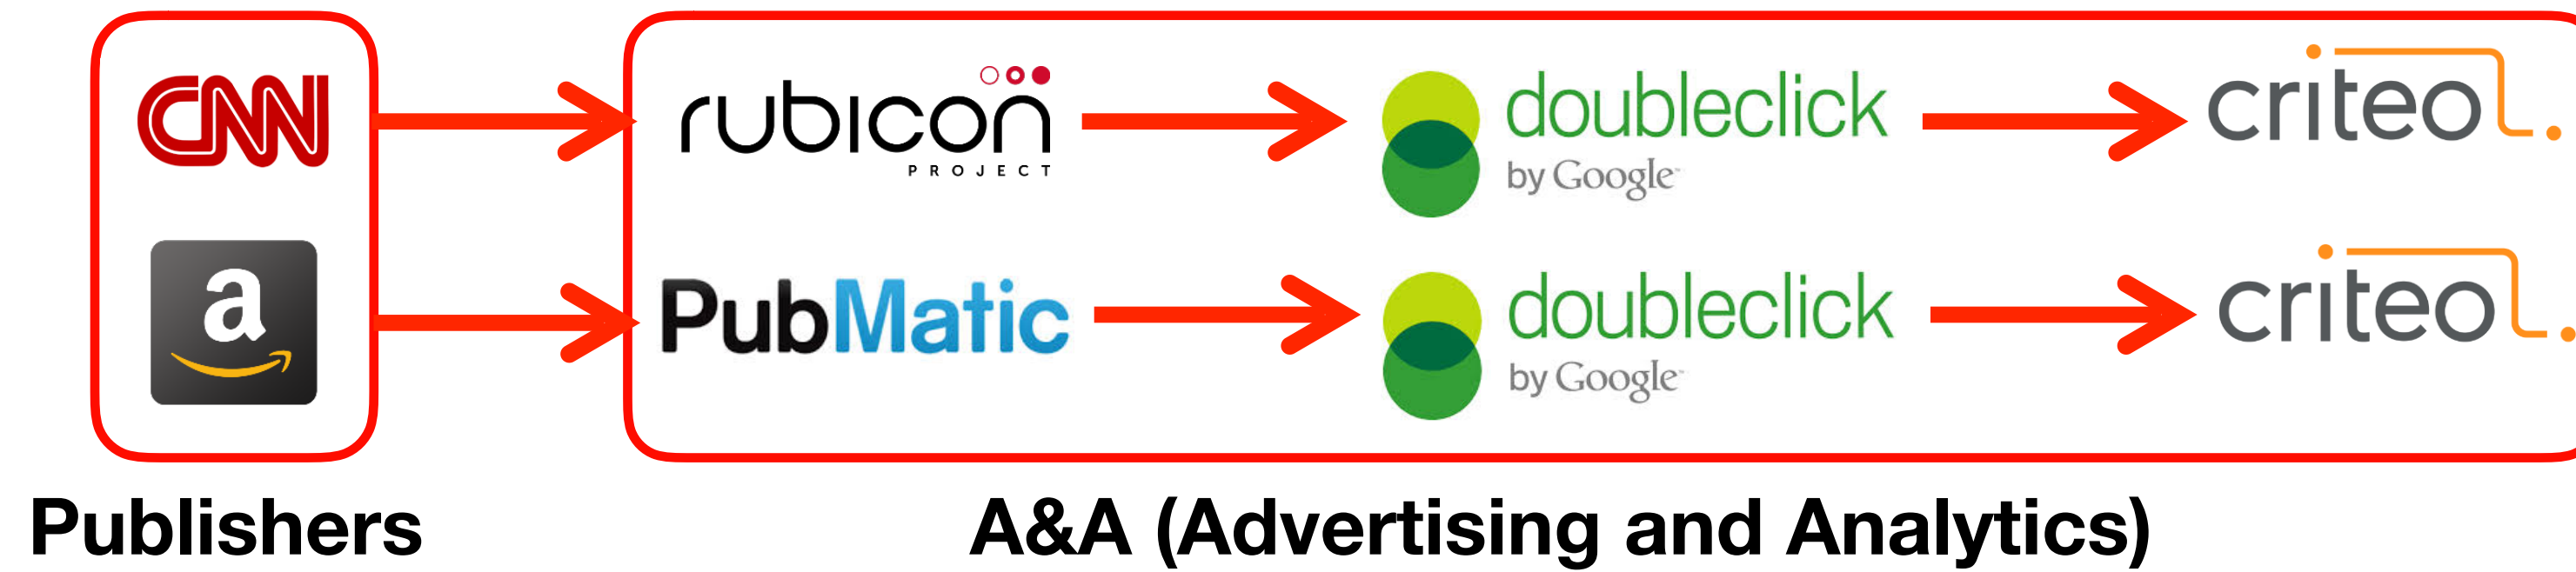 CNN
rubicon
PROJECT
doubleclick
by Google
criteo
a
PubMatic
doubleclick
by Google
criteo
Publishers
A&A (Advertising and Analytics)